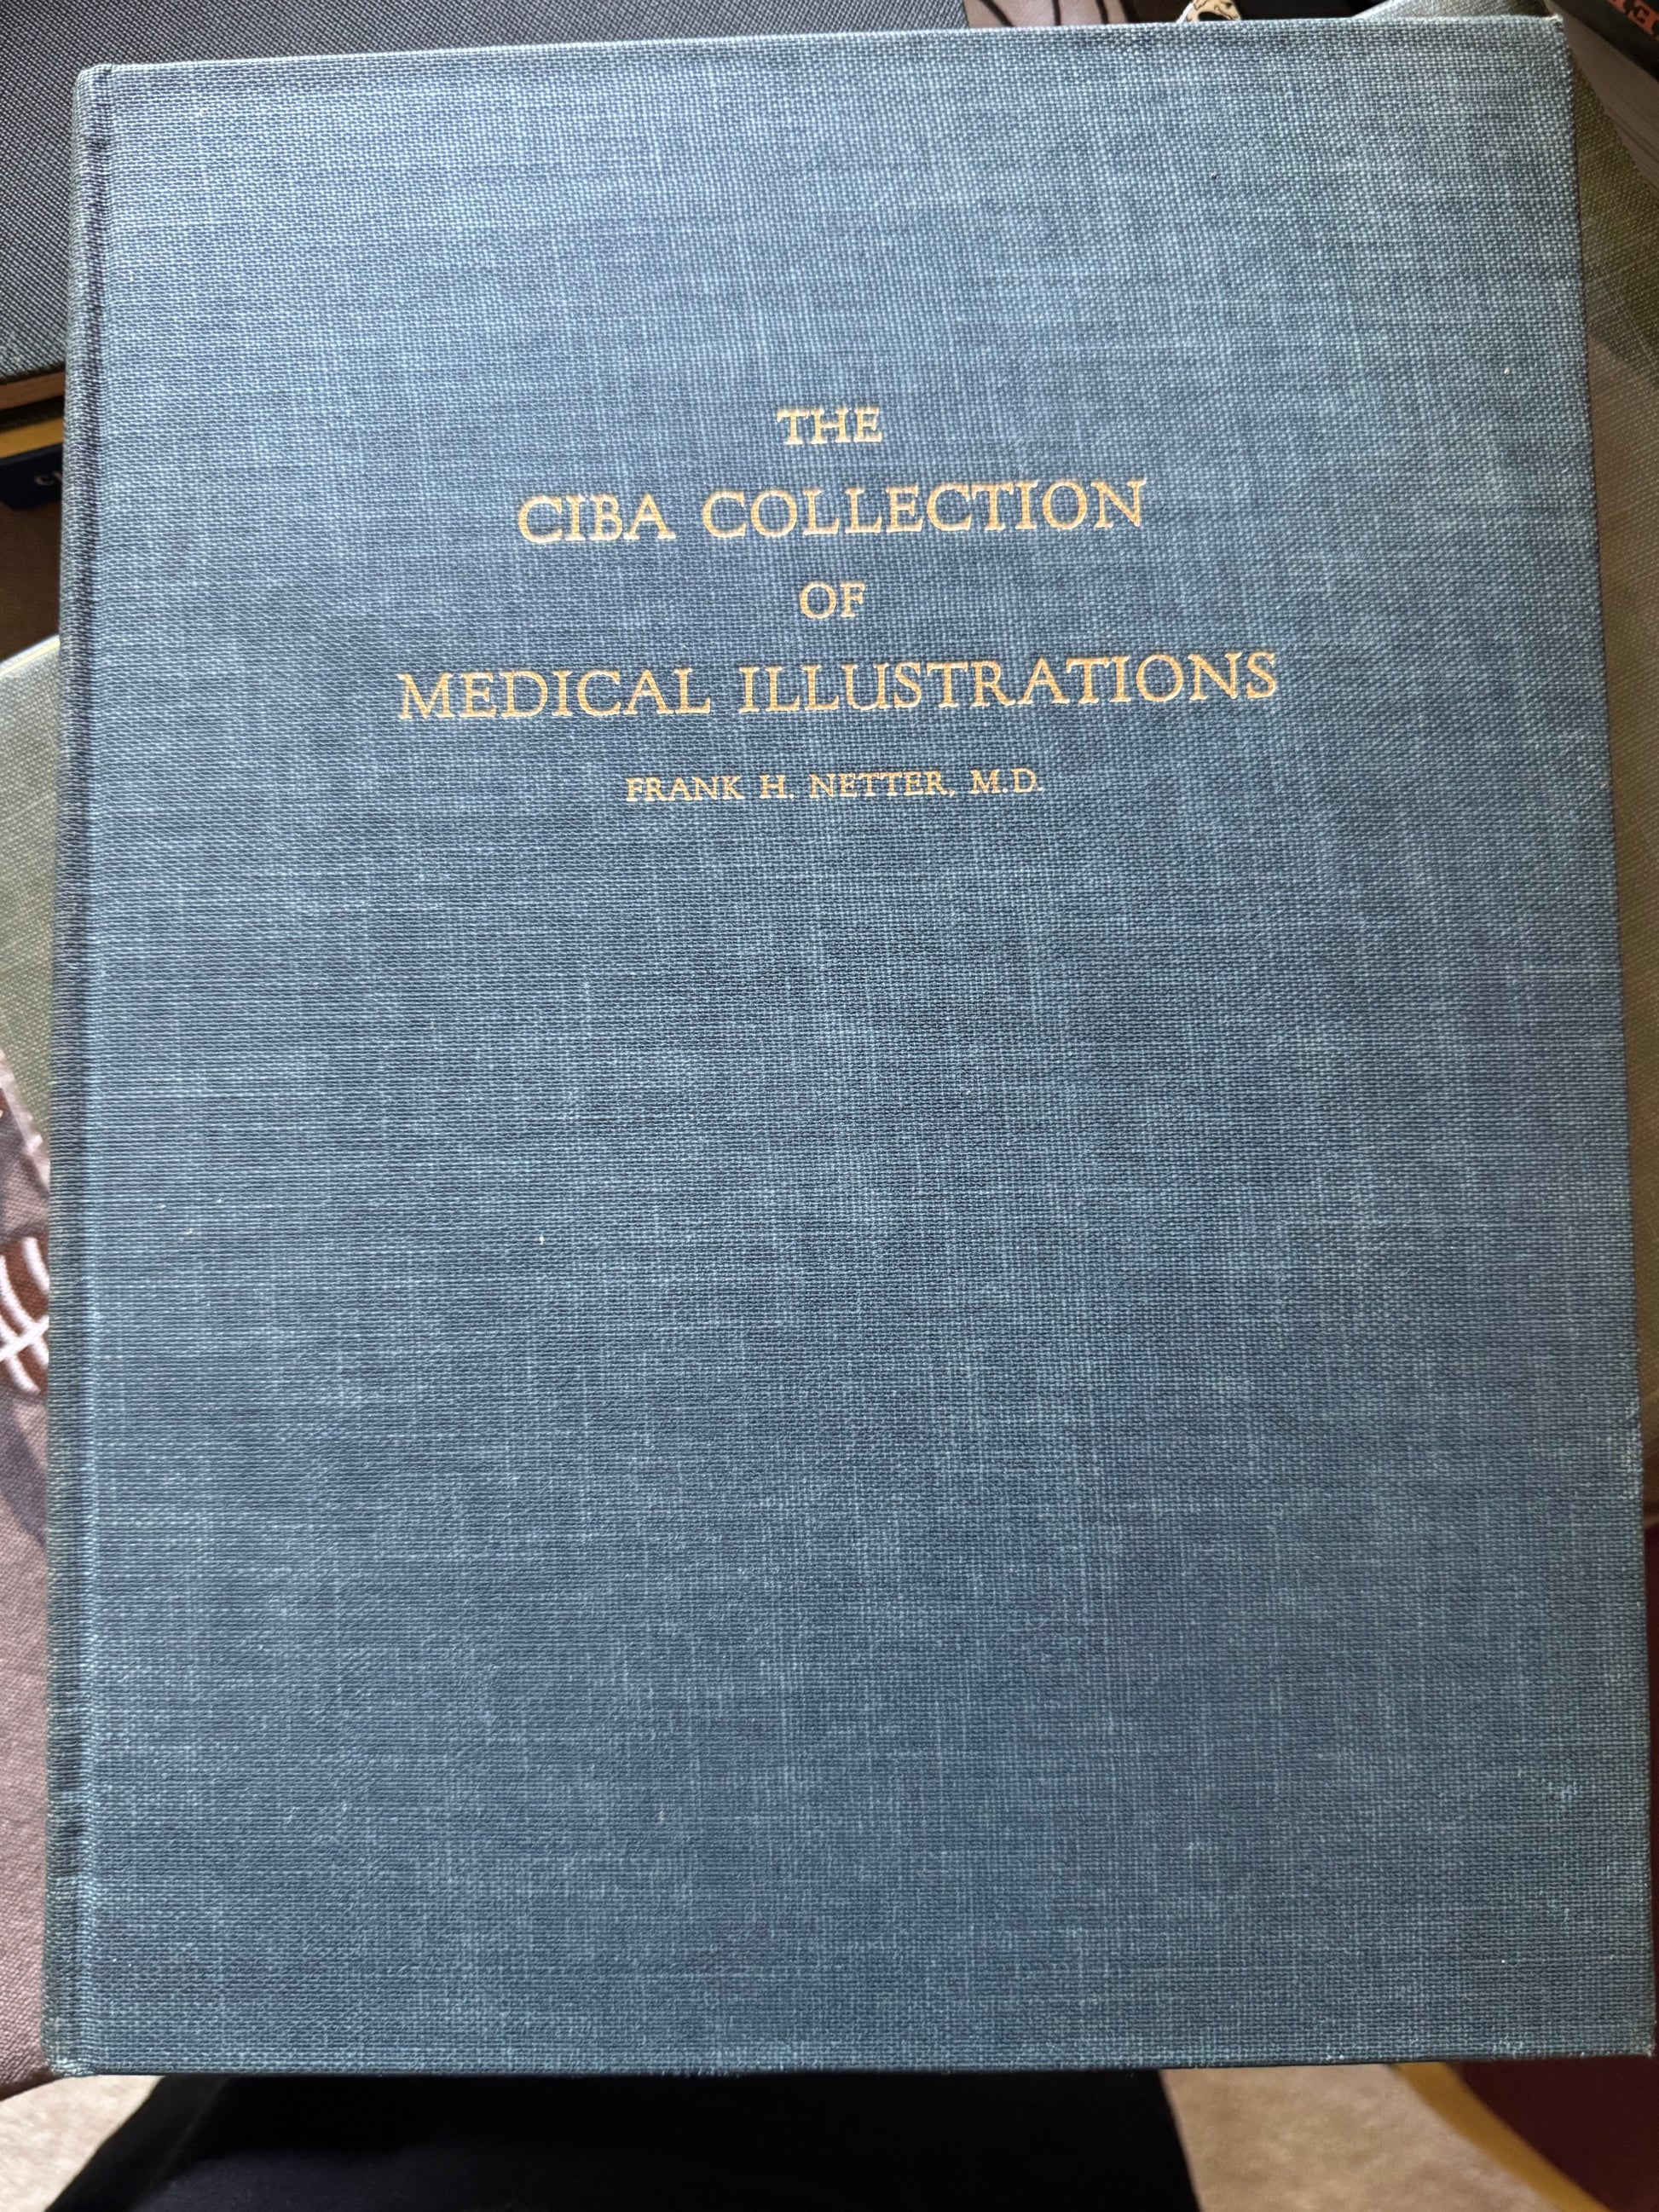 THE
CIBA COLLECTION
OF
MEDICAL ILLUSTRATIONS
FRANK H. NETTER, M.D.